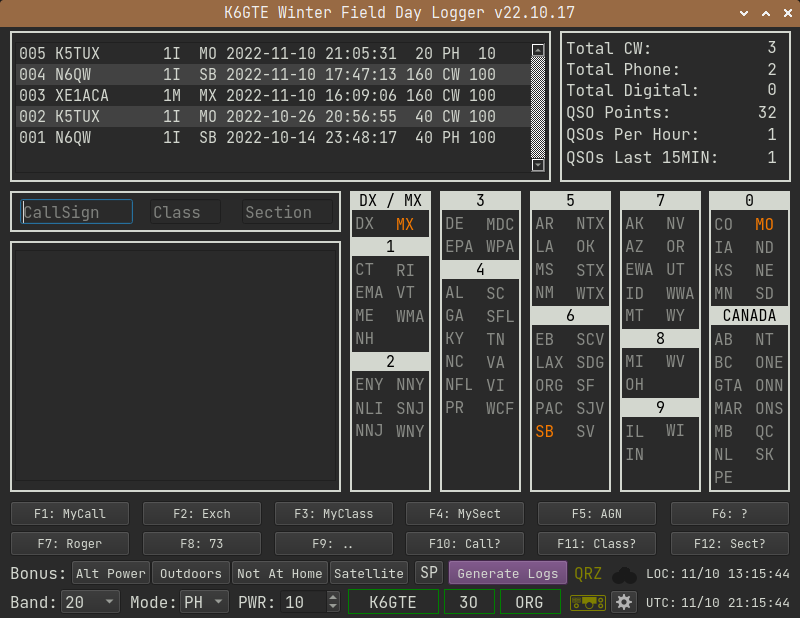 K6GTE Winter Field Day Logger v22.10.17
005 K5TUX 1I MO 2022-11-10 21:05:31 20 PH 10
004 N6QW 1I SB 2022-11-10 17:47:13 160 CW 100
003 XE1ACA 1M MX 2022-11-10 16:09:06 160 CW 100
002 K5TUX 1I MO 2022-10-26 20:56:55 40 CW 100
001 N6QW 1I SB 2022-10-14 23:48:17 40 PH 100
Total CW: 3
Total Phone: 2
Total Digital: 0
QSO Points: 32
QSOs Per Hour: 1
QSOs Last 15MIN: 1
CallSign Class Section
DX / MX
DX MX
1
CT RI
EMA VT
ME WMA
NH
2
ENY NNY
NLI SNJ
NNJ WNY
3
DE MDC
EPA WPA
4
AL SC
GA SFL
KY TN
NC VA
NFL VI
PR WCF
5
AR NTX
LA OK
MS STX
NM WTX
6
EB SCV
LAX SDG
ORG SF
PAC SJV
SB SV
7
AK NV
AZ OR
EWA UT
ID WWA
MT WY
8
MI WV
OH
9
IL WI
IN
0
CO MO
IA ND
KS NE
MN SD
CANADA
AB NT
BC ONE
GTA ONN
MAR ONS
MB QC
NL SK
PE
F1: MyCall F2: Exch F3: MyClass F4: MySect F5: AGN F6: ?
F7: Roger F8: 73 F9: .. F10: Call? F11: Class? F12: Sect?
Bonus: Alt Power Outdoors Not At Home Satellite SP Generate Logs QRZ LOC: 11/10 13:15:44
Band: 20 Mode: PH PWR: 10 K6GTE 3O ORG UTC: 11/10 21:15:44